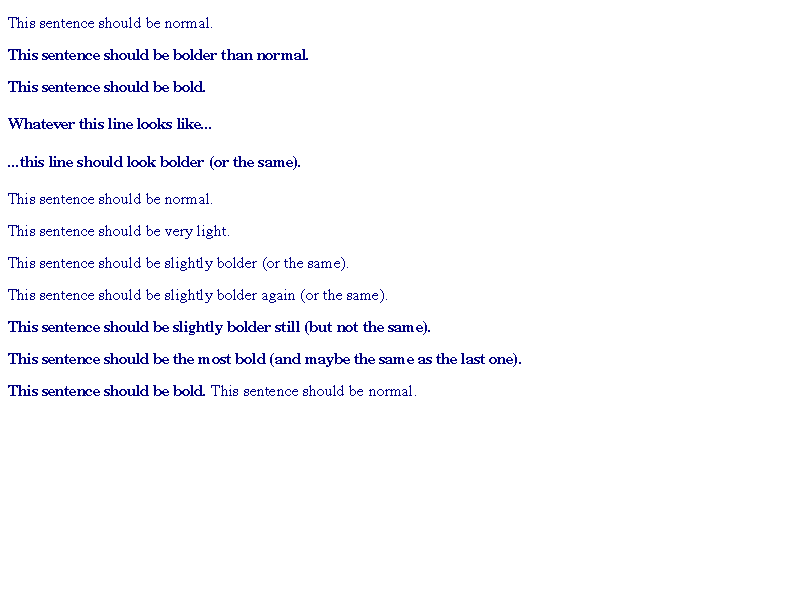 This sentence should be normal.
This sentence should be bolder than normal.
This sentence should be bold.
Whatever this line looks like...
...this line should look bolder (or the same).
This sentence should be normal.
This sentence should be very light.
This sentence should be slightly bolder (or the same).
This sentence should be slightly bolder again (or the same).
This sentence should be slightly bolder still (but not the same).
This sentence should be the most bold (and maybe the same as the last one).
This sentence should be bold. This sentence should be normal.